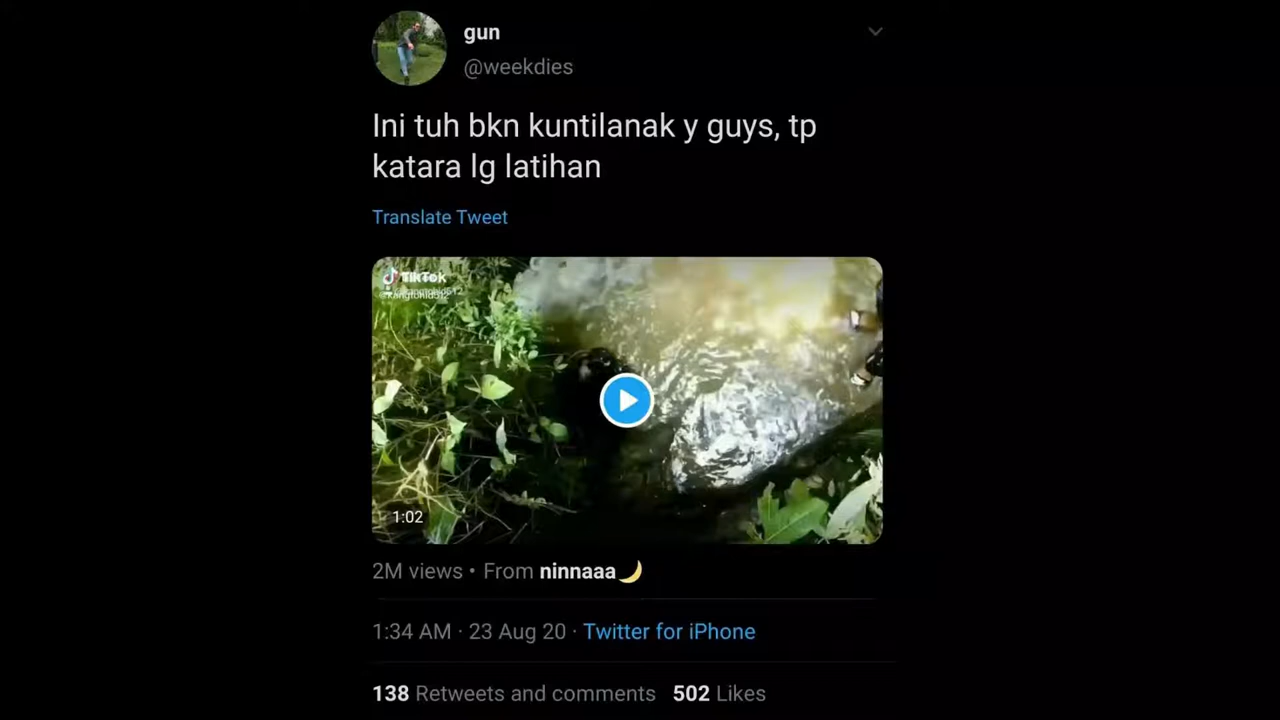 gun
@weekdies
Ini tuh bkn kuntilanak y guys, tp
katara lg latihan
Translate Tweet
TikTok
1:02
2M views • From ninnaaa🌙
1:34 AM · 23 Aug 20 · Twitter for iPhone
138 Retweets and comments 502 Likes